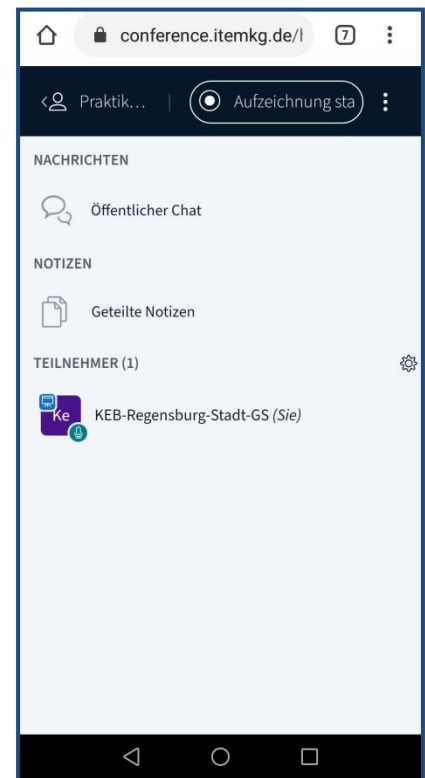 conference.itemkg.de/ 7
Praktik... | Aufzeichnung sta
NACHRICHTEN
Öffentlicher Chat
NOTIZEN
Geteilte Notizen
TEILNEHMER (1)
Ke KEB-Regensburg-Stadt-GS (Sie)